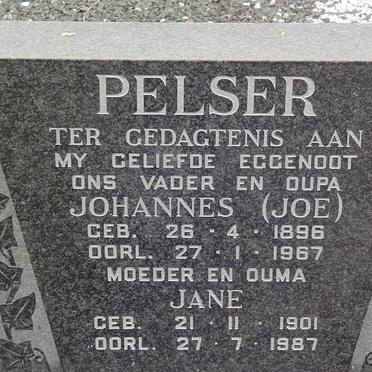 PELSER
TER GEDAGTENIS AAN
MY GELIEFDE EGGENOOT
ONS VADER EN OUPA
JOHANNES (JOE)
GEB. 26 · 4 · 1896
OORL. 27 · 1 · 1967
MOEDER EN OUMA
JANE
GEB. 21 · 11 · 1901
OORL. 27 · 7 · 1987